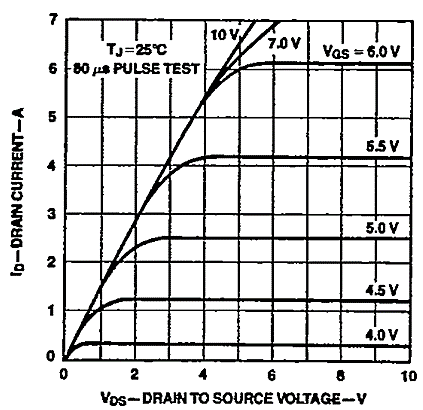 7
6
5
4
3
2
1
0
I_D—DRAIN CURRENT—A
T_J=25°C
80 μs PULSE TEST
10 V
7.0 V
V_GS = 6.0 V
5.5 V
5.0 V
4.5 V
4.0 V
0 2 4 6 8 10
V_DS—DRAIN TO SOURCE VOLTAGE—V